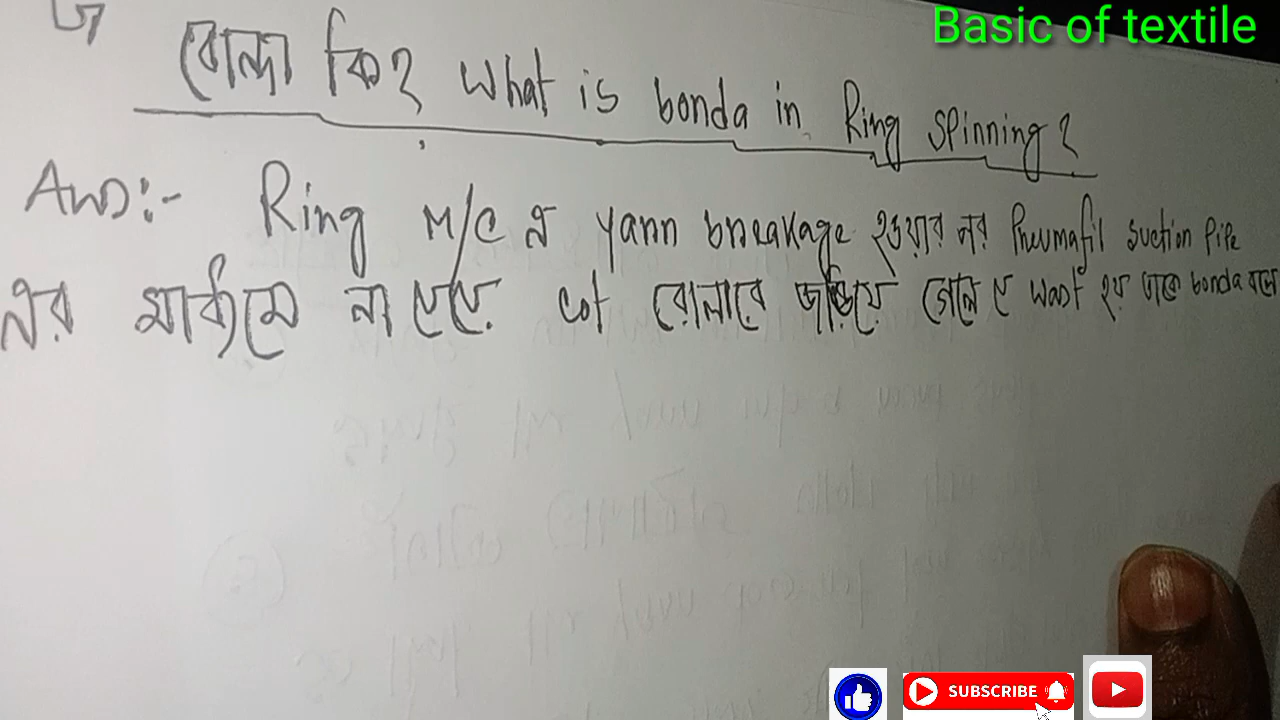 Basic of textile
বোন্দা কি? What is bonda in Ring spinning?
Ans:- Ring M/C এ yarn breakage হওয়ার পর Pneumafil suction pipe
এর মাধ্যমে না যেয়ে cot রোলারে জড়িয়ে গেলে যে wast হয় তাকে bonda বলে
SUBSCRIBE